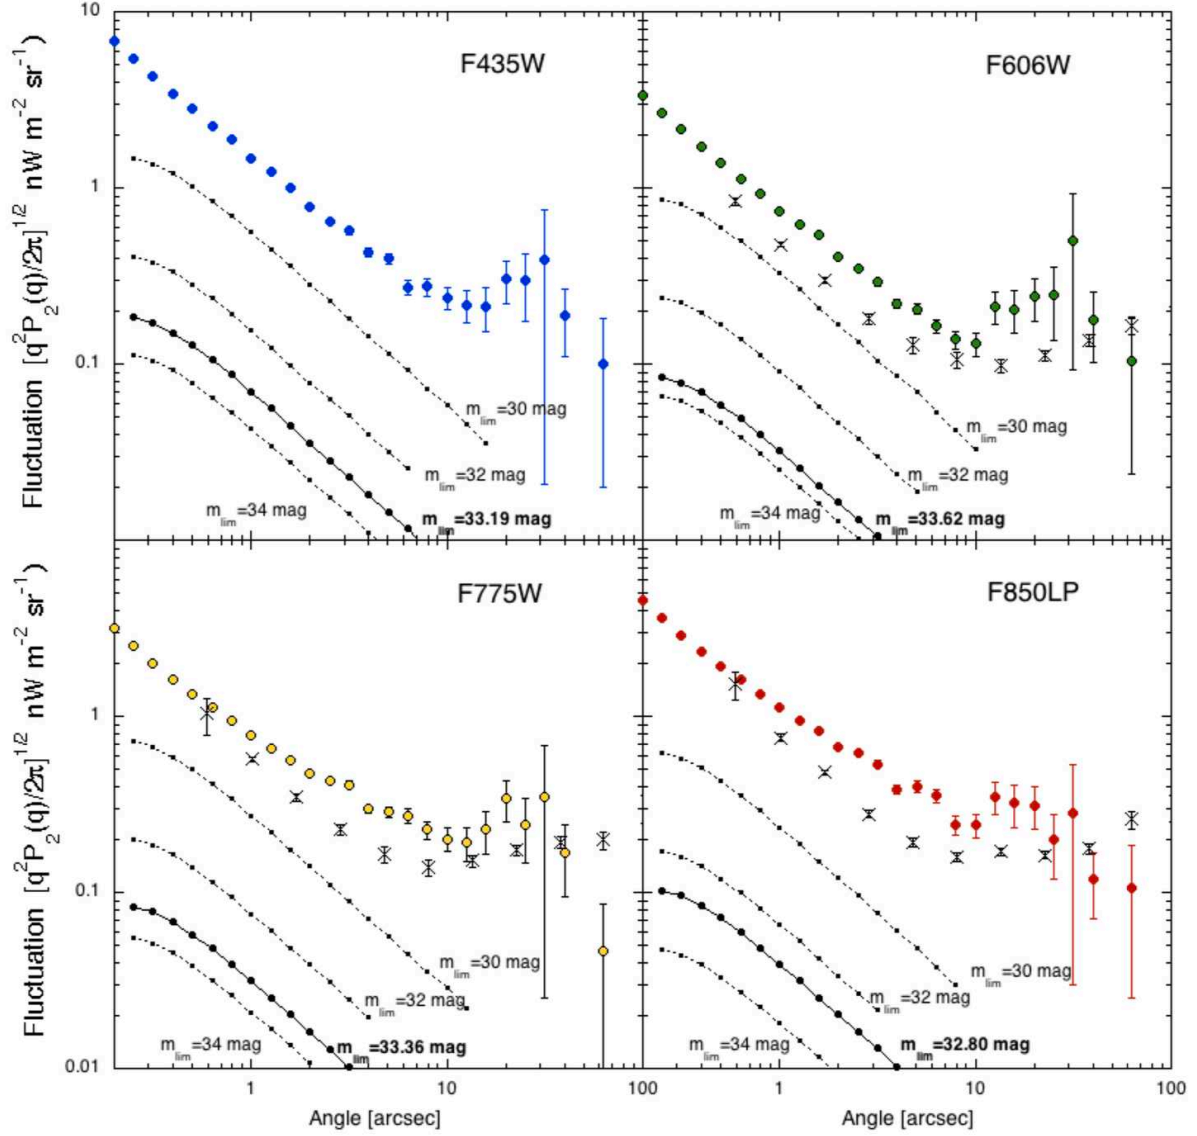 10
1
0.1
Fluctuation [q²P₂(q)/2π]¹ᐟ² nW m⁻² sr⁻¹
F435W
m_lim=30 mag
m_lim=32 mag
m_lim=34 mag
m_lim=33.19 mag
F606W
m_lim=30 mag
m_lim=32 mag
m_lim=34 mag
m_lim=33.62 mag
1
0.1
0.01
Fluctuation [q²P₂(q)/2π]¹ᐟ² nW m⁻² sr⁻¹
F775W
m_lim=30 mag
m_lim=32 mag
m_lim=34 mag
m_lim=33.36 mag
F850LP
m_lim=30 mag
m_lim=32 mag
m_lim=34 mag
m_lim=32.80 mag
1 10 100 1 10 100
Angle [arcsec] Angle [arcsec]